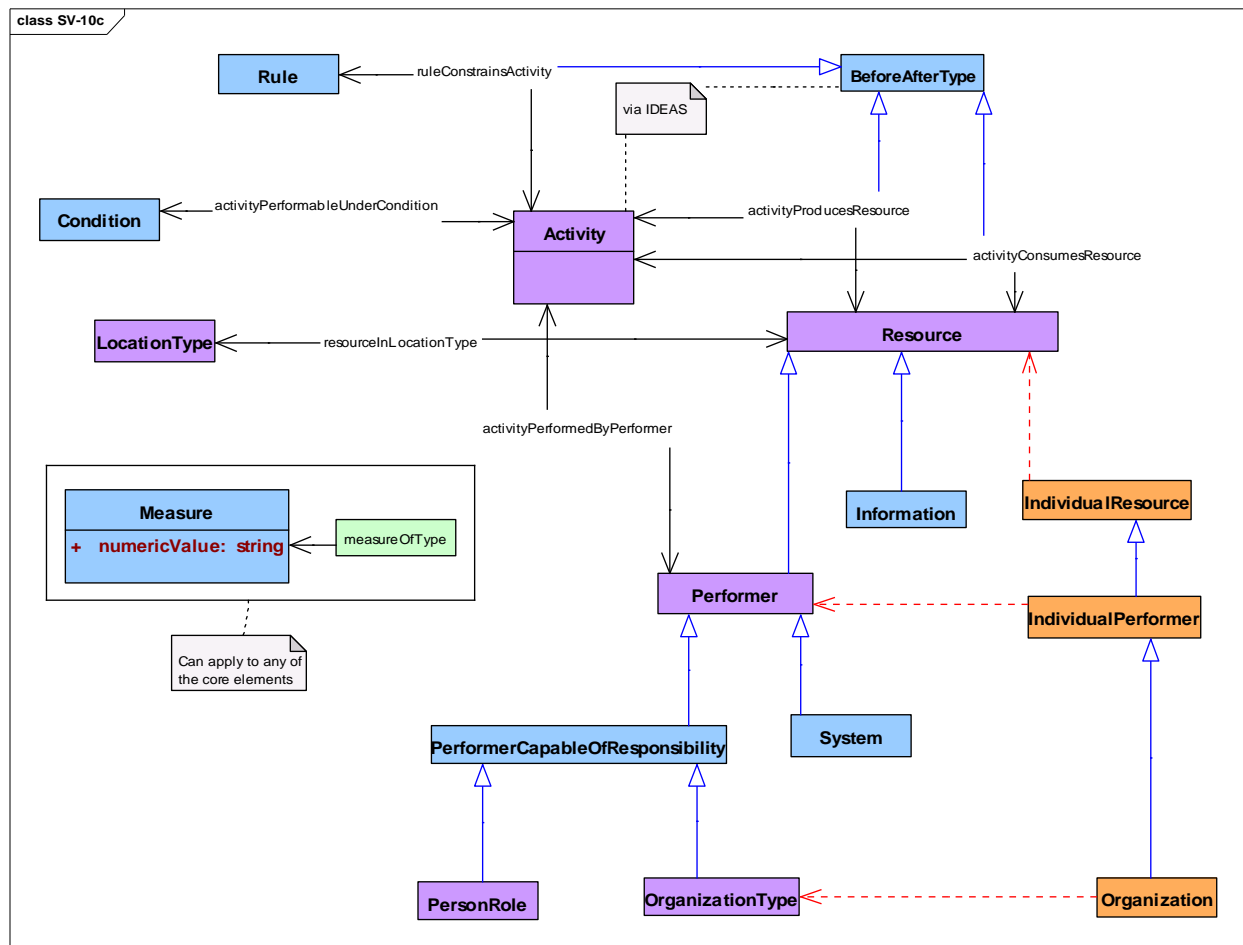 class SV-10c
Rule
ruleConstrainsActivity
BeforeAfterType
via IDEAS
Condition
activityPerformableUnderCondition
Activity
activityProducesResource
activityConsumesResource
LocationType
resourceInLocationType
Resource
activityPerformedByPerformer
Measure
+ numericValue: string
measureOfType
Information
IndividualResource
Performer
IndividualPerformer
Can apply to any of
the core elements
PerformerCapableOfResponsibility
System
PersonRole
OrganizationType
Organization